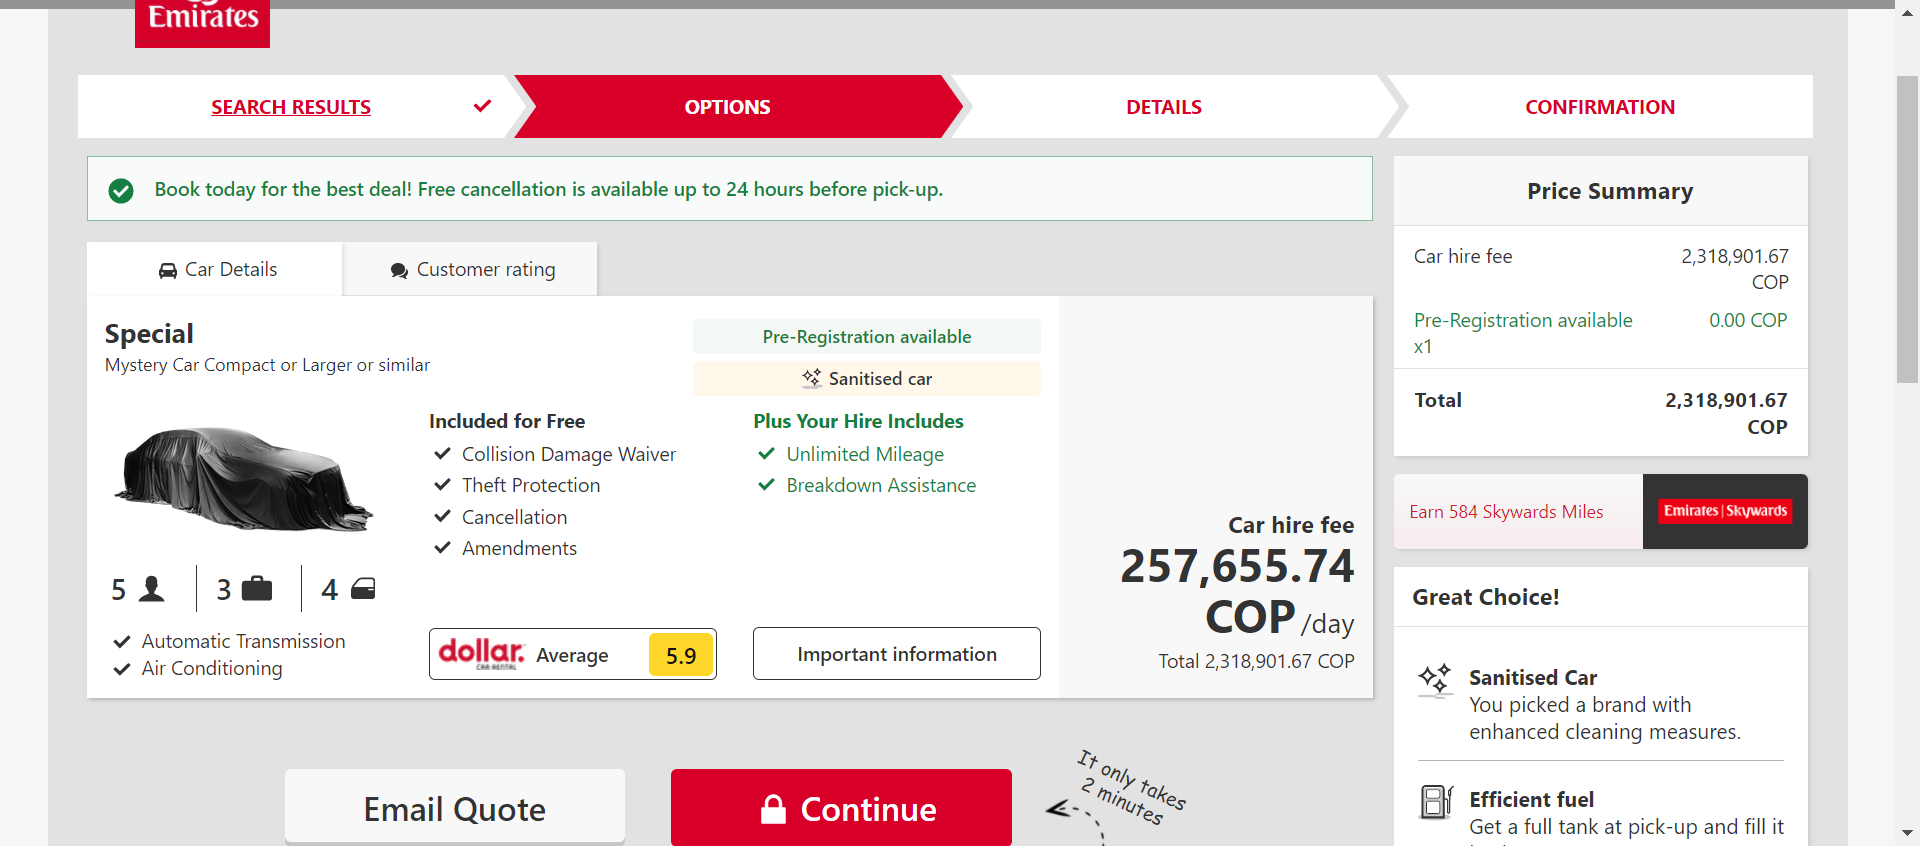 Emirates
SEARCH RESULTS
OPTIONS
DETAILS
CONFIRMATION
Book today for the best deal! Free cancellation is available up to 24 hours before pick-up.
Car Details
Customer rating
Special
Mystery Car Compact or Larger or similar
Pre-Registration available
Sanitised car
Included for Free
Collision Damage Waiver
Theft Protection
Cancellation
Amendments
Plus Your Hire Includes
Unlimited Mileage
Breakdown Assistance
5
3
4
Automatic Transmission
Air Conditioning
dollar.
CAR RENTAL
Average
5.9
Important information
Car hire fee
257,655.74
COP /day
Total 2,318,901.67 COP
Email Quote
Continue
It only takes
2 minutes
Price Summary
Car hire fee
2,318,901.67
COP
Pre-Registration available
x1
0.00 COP
Total
2,318,901.67
COP
Earn 584 Skywards Miles
Emirates | Skywards
Great Choice!
Sanitised Car
You picked a brand with
enhanced cleaning measures.
Efficient fuel
Get a full tank at pick-up and fill it